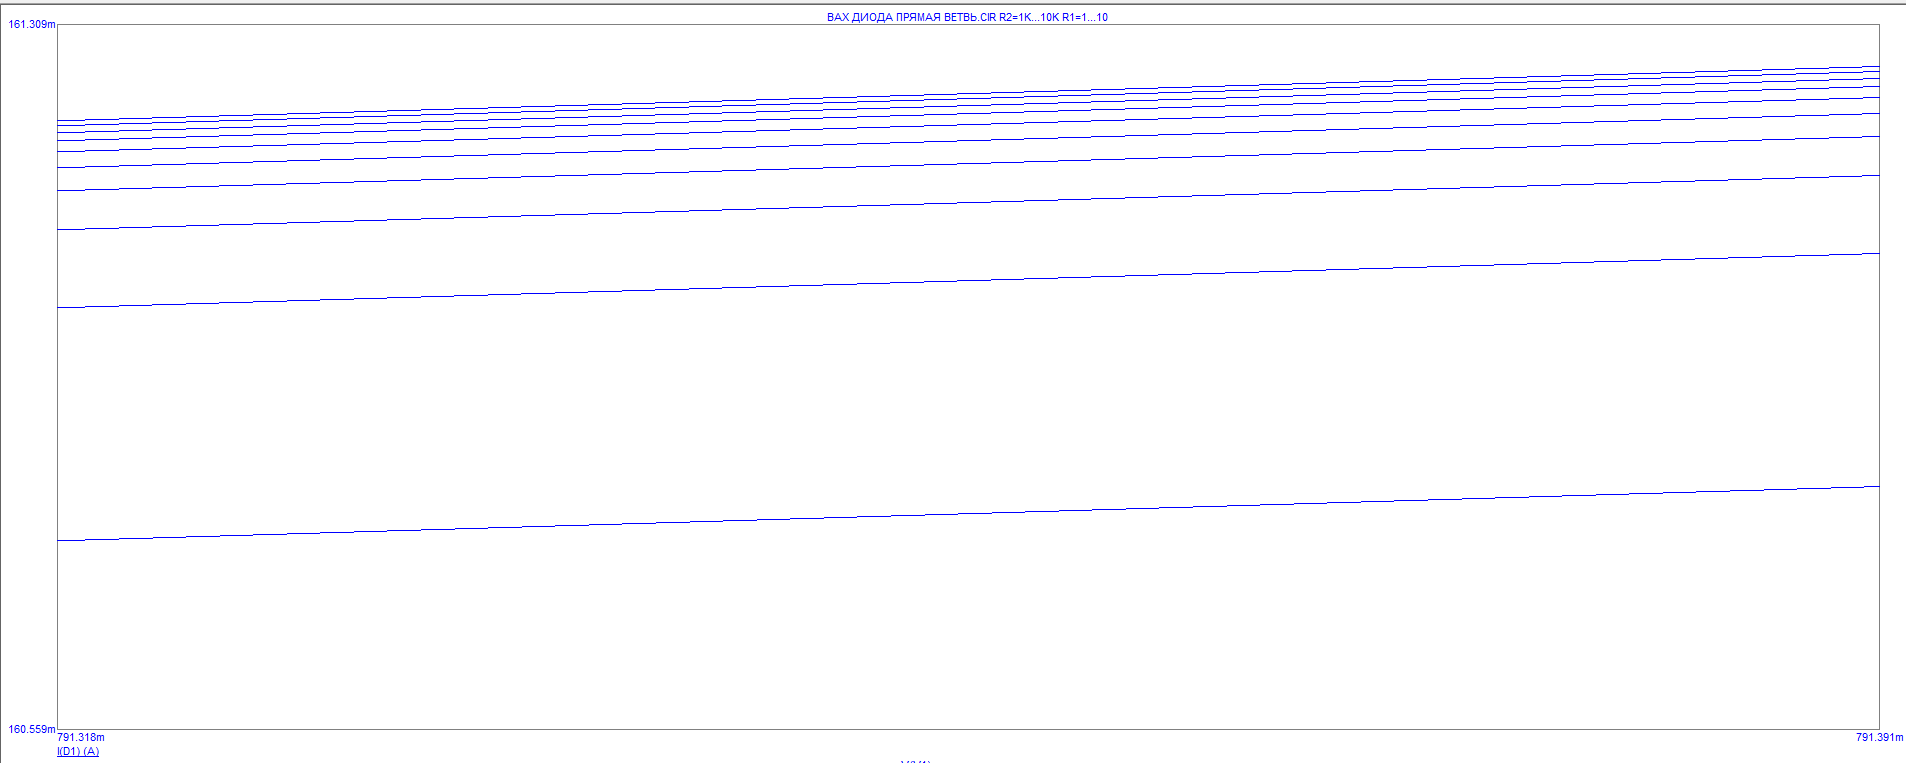 ВАХ ДИОДА ПРЯМАЯ ВЕТВЬ.CIR R2=1K...10K R1=1...10
161.309m
160.559m
791.318m
791.391m
I(D1) (A)